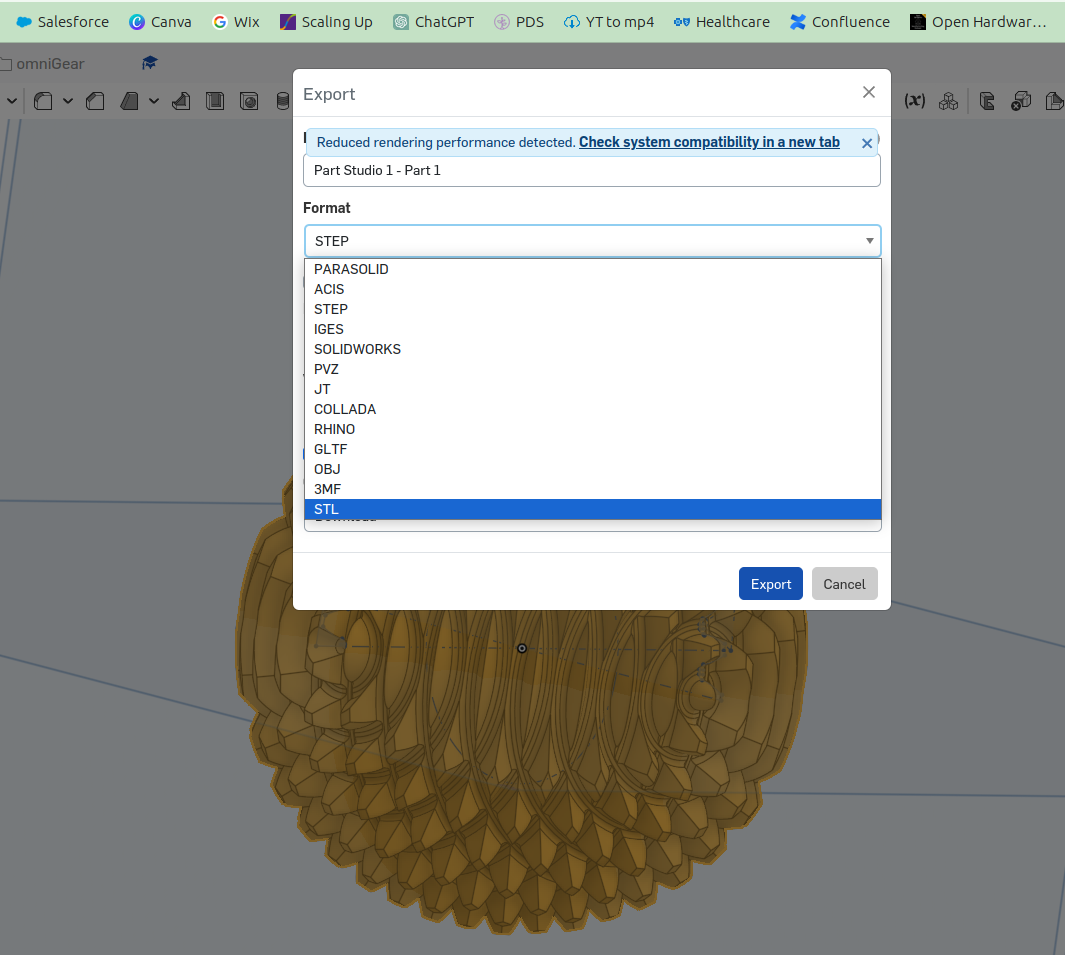 Salesforce Canva Wix Scaling Up ChatGPT PDS YT to mp4 Healthcare Confluence Open Hardwar...
omniGear
(x)
Export
Reduced rendering performance detected. Check system compatibility in a new tab
Part Studio 1 - Part 1
Format
STEP
PARASOLID
ACIS
STEP
IGES
SOLIDWORKS
PVZ
JT
COLLADA
RHINO
GLTF
OBJ
3MF
STL
Download
Export Cancel